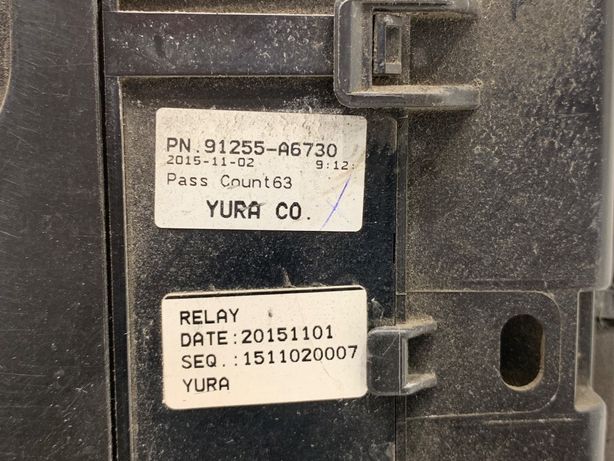 PN.91255-A6730
2015-11-02 9:12:
Pass Count63
YURA CO.
RELAY
DATE:20151101
SEQ.:1511020007
YURA